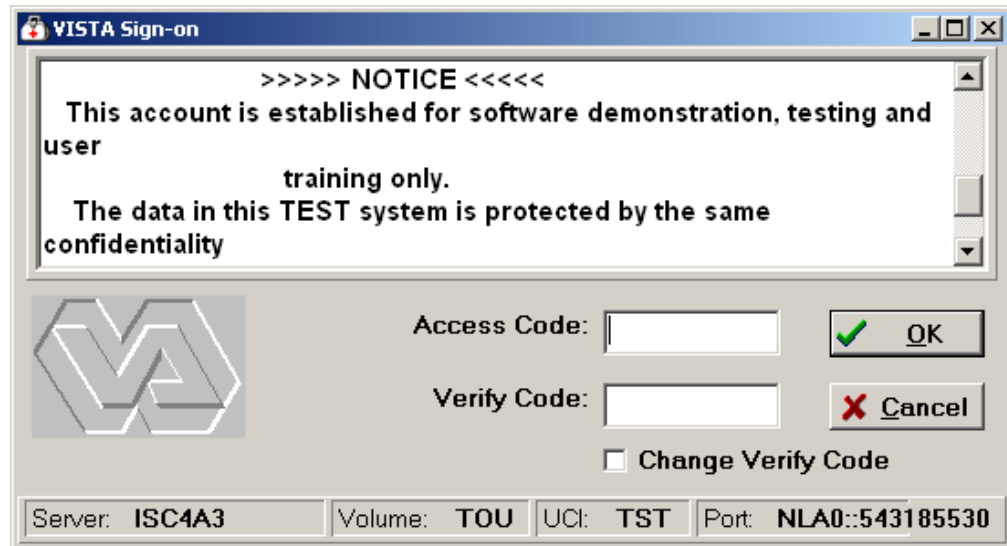 VISTA Sign-on
>>>>> NOTICE <<<<<
This account is established for software demonstration, testing and
user
training only.
The data in this TEST system is protected by the same
confidentiality
Access Code:
OK
Verify Code:
Cancel
Change Verify Code
Server: ISC4A3 Volume: TOU UCI: TST Port: NLA0::543185530